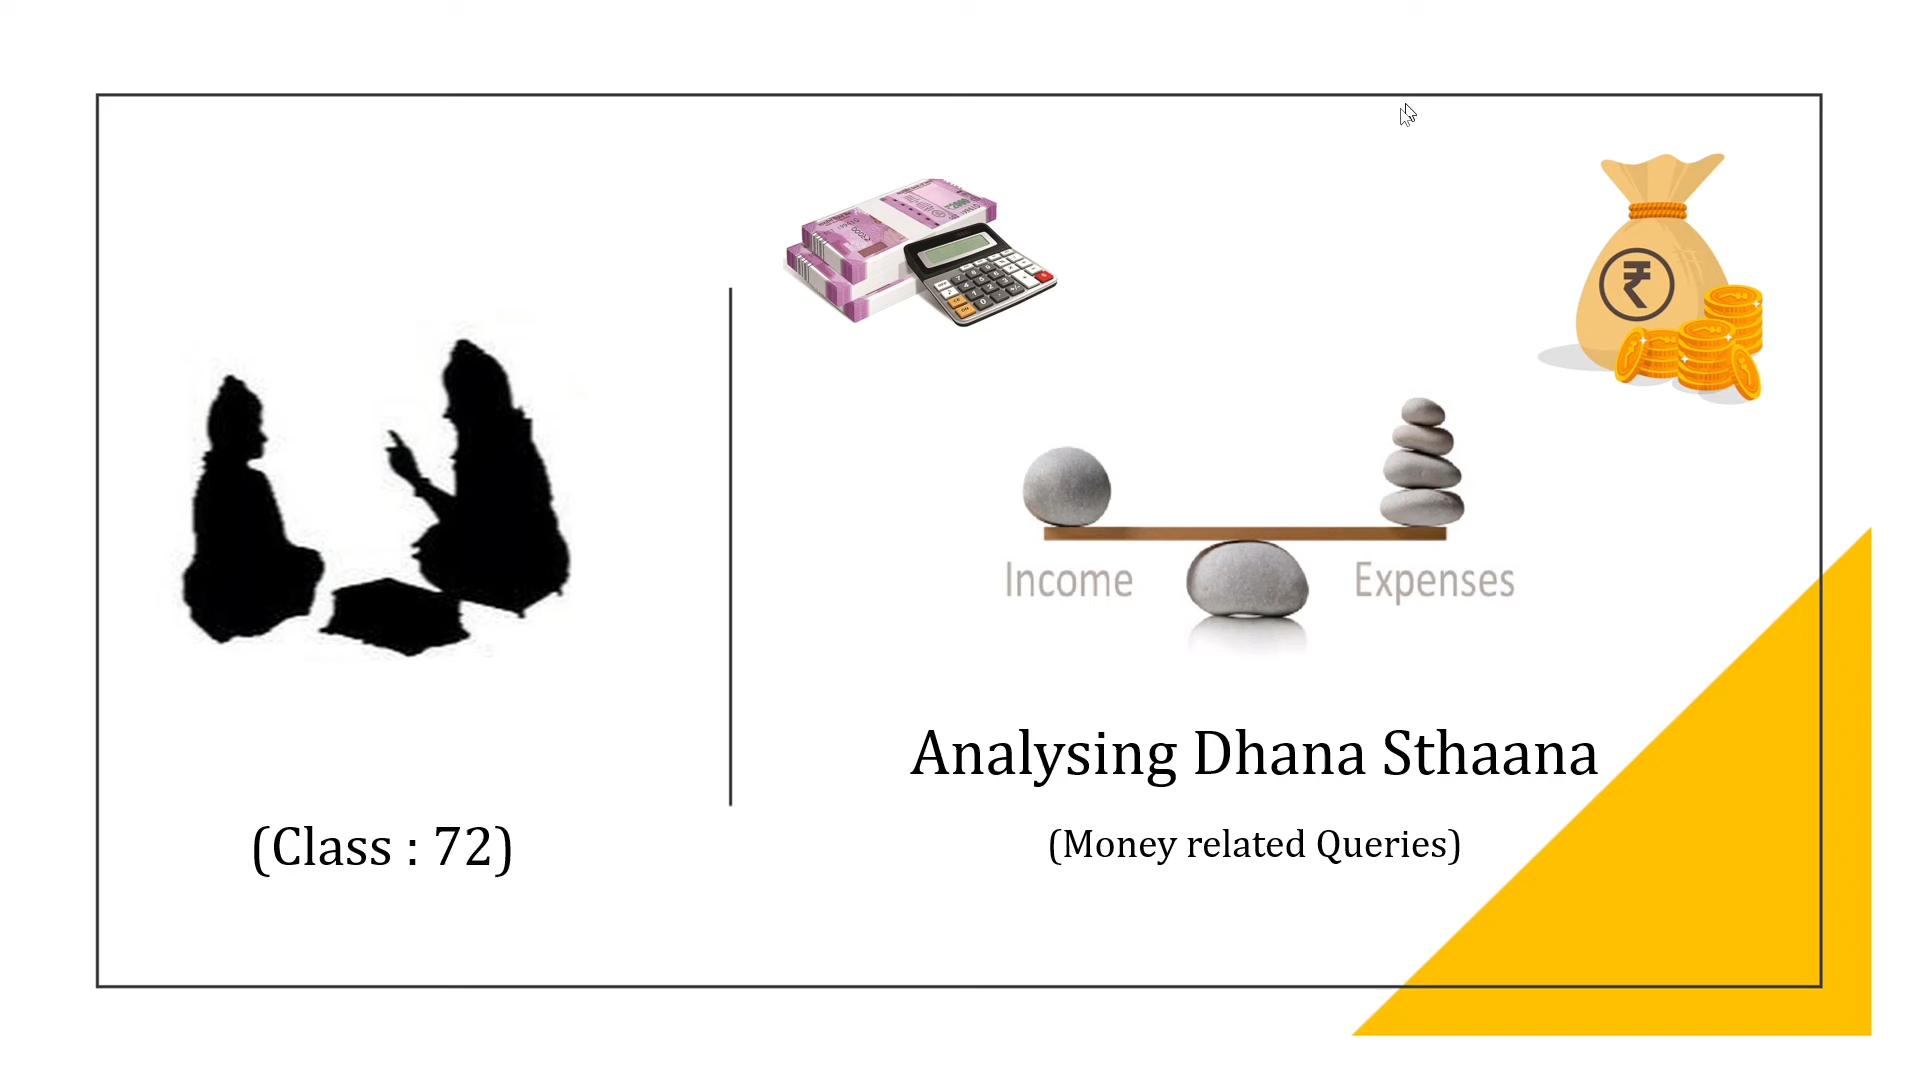 (Class : 72)
₹
Income
Expenses
Analysing Dhana Sthaana
(Money related Queries)